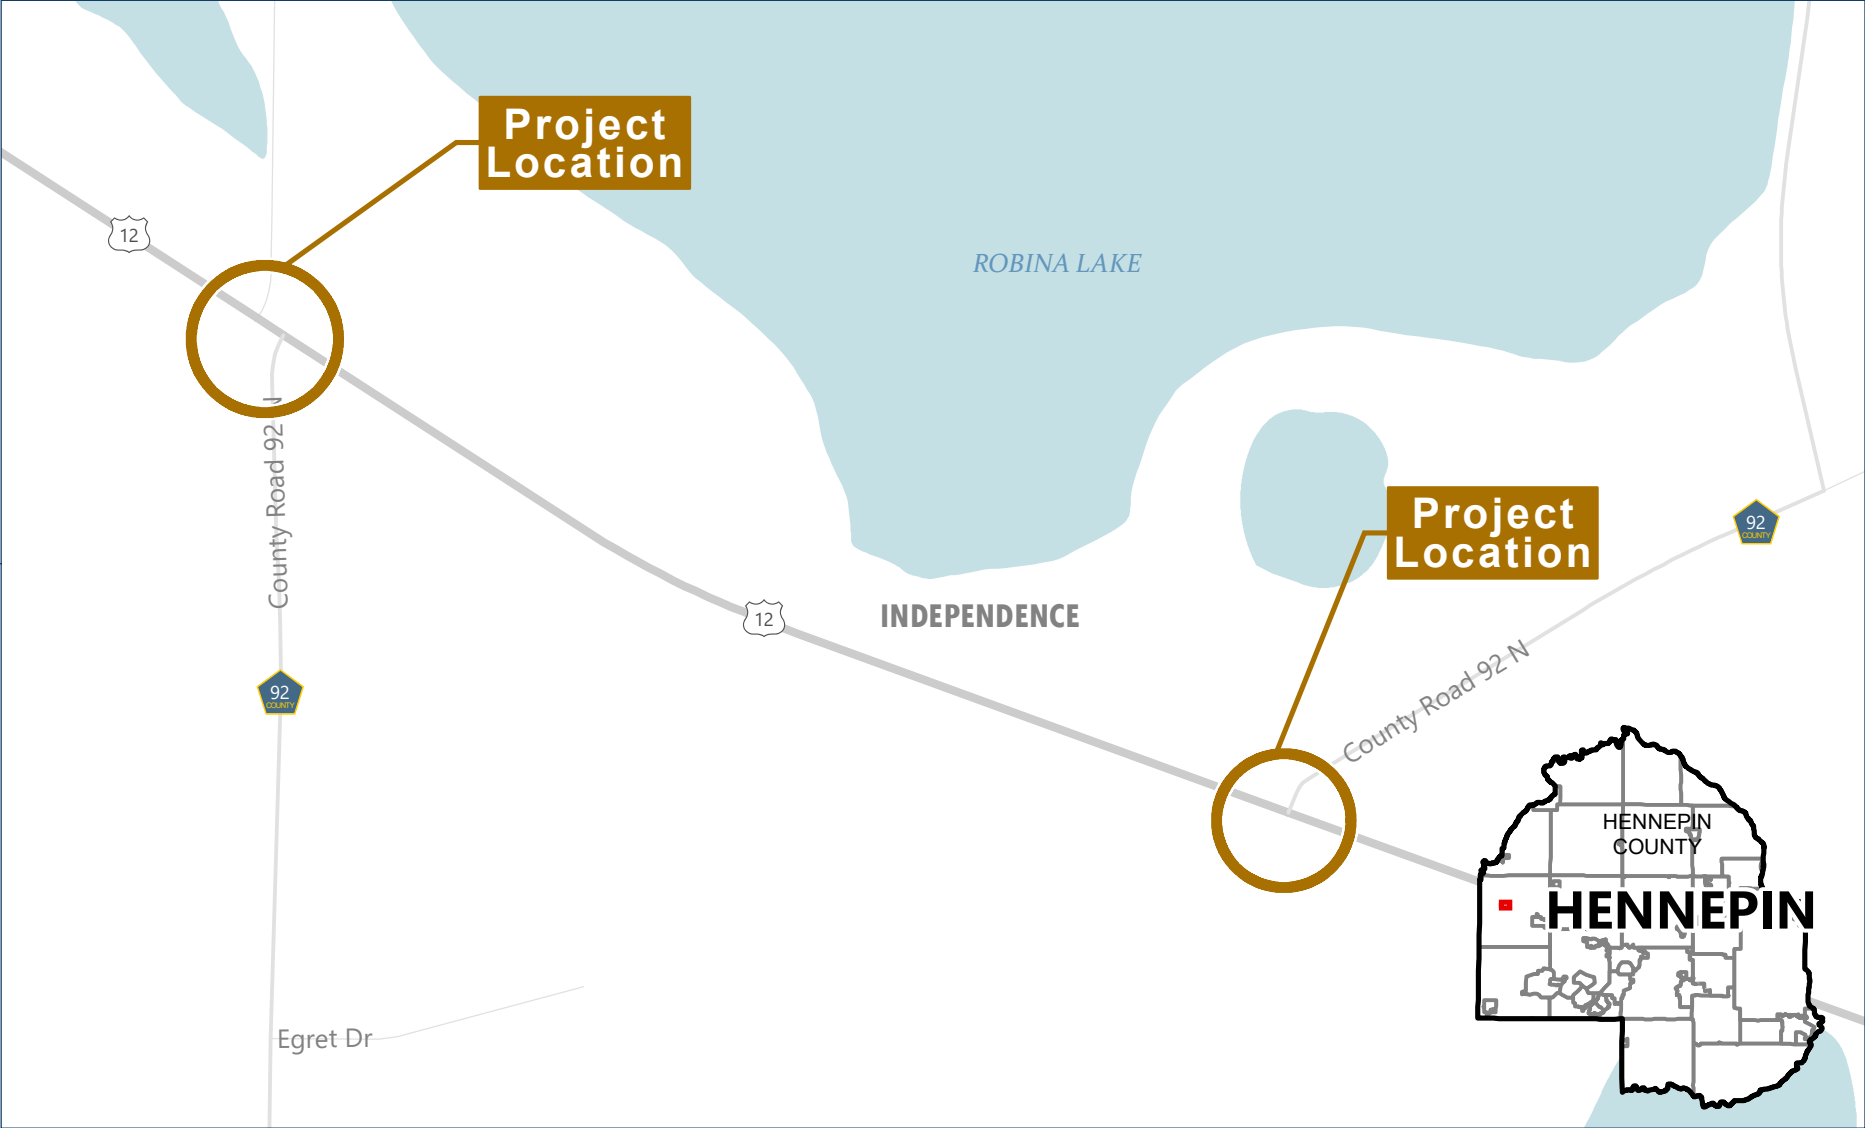 Project
Location
12
ROBINA LAKE
County Road 92 N
Project
Location
92
COUNTY
12
INDEPENDENCE
County Road 92 N
92
COUNTY
HENNEPIN
COUNTY
HENNEPIN
Egret Dr